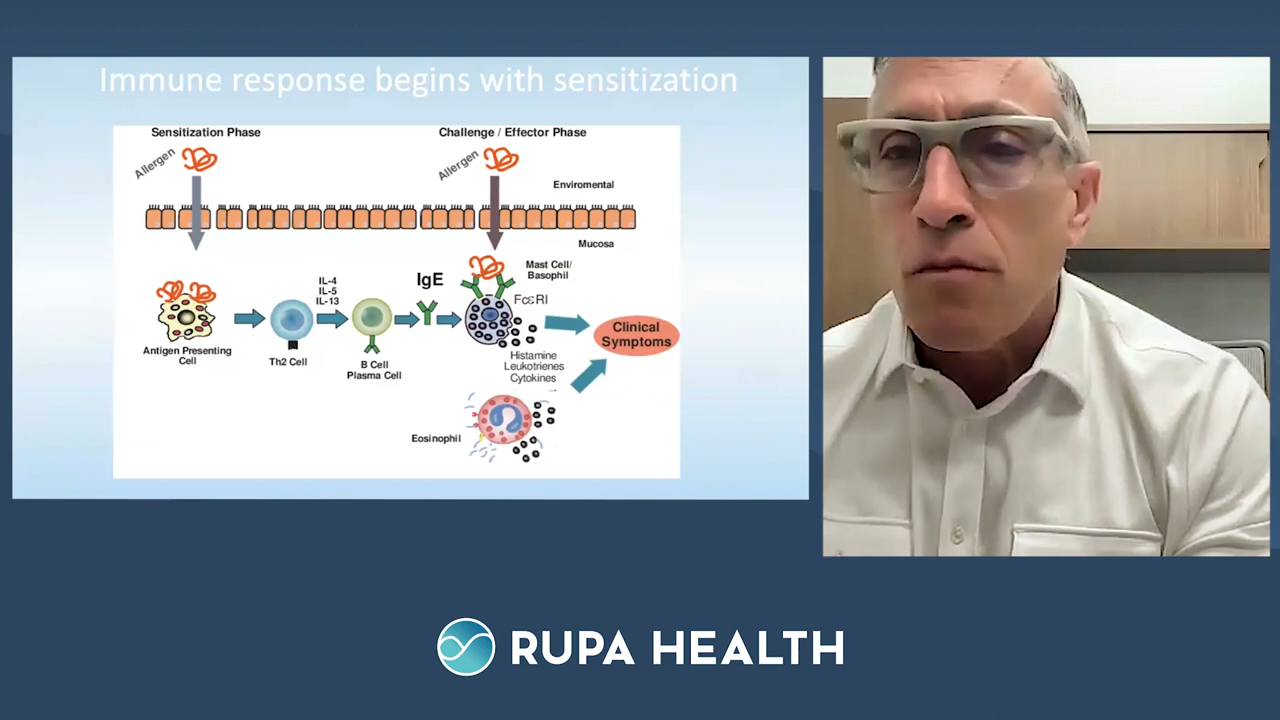 Immune response begins with sensitization
Sensitization Phase
Challenge / Effector Phase
Allergen
Allergen
Enviromental
Mucosa
IL-4
IL-5
IL-13
IgE
Mast Cell/
Basophil
FcεRI
Clinical
Symptoms
Antigen Presenting
Cell
Th2 Cell
B Cell
Plasma Cell
Histamine
Leukotrienes
Cytokines
Eosinophil
RUPA HEALTH